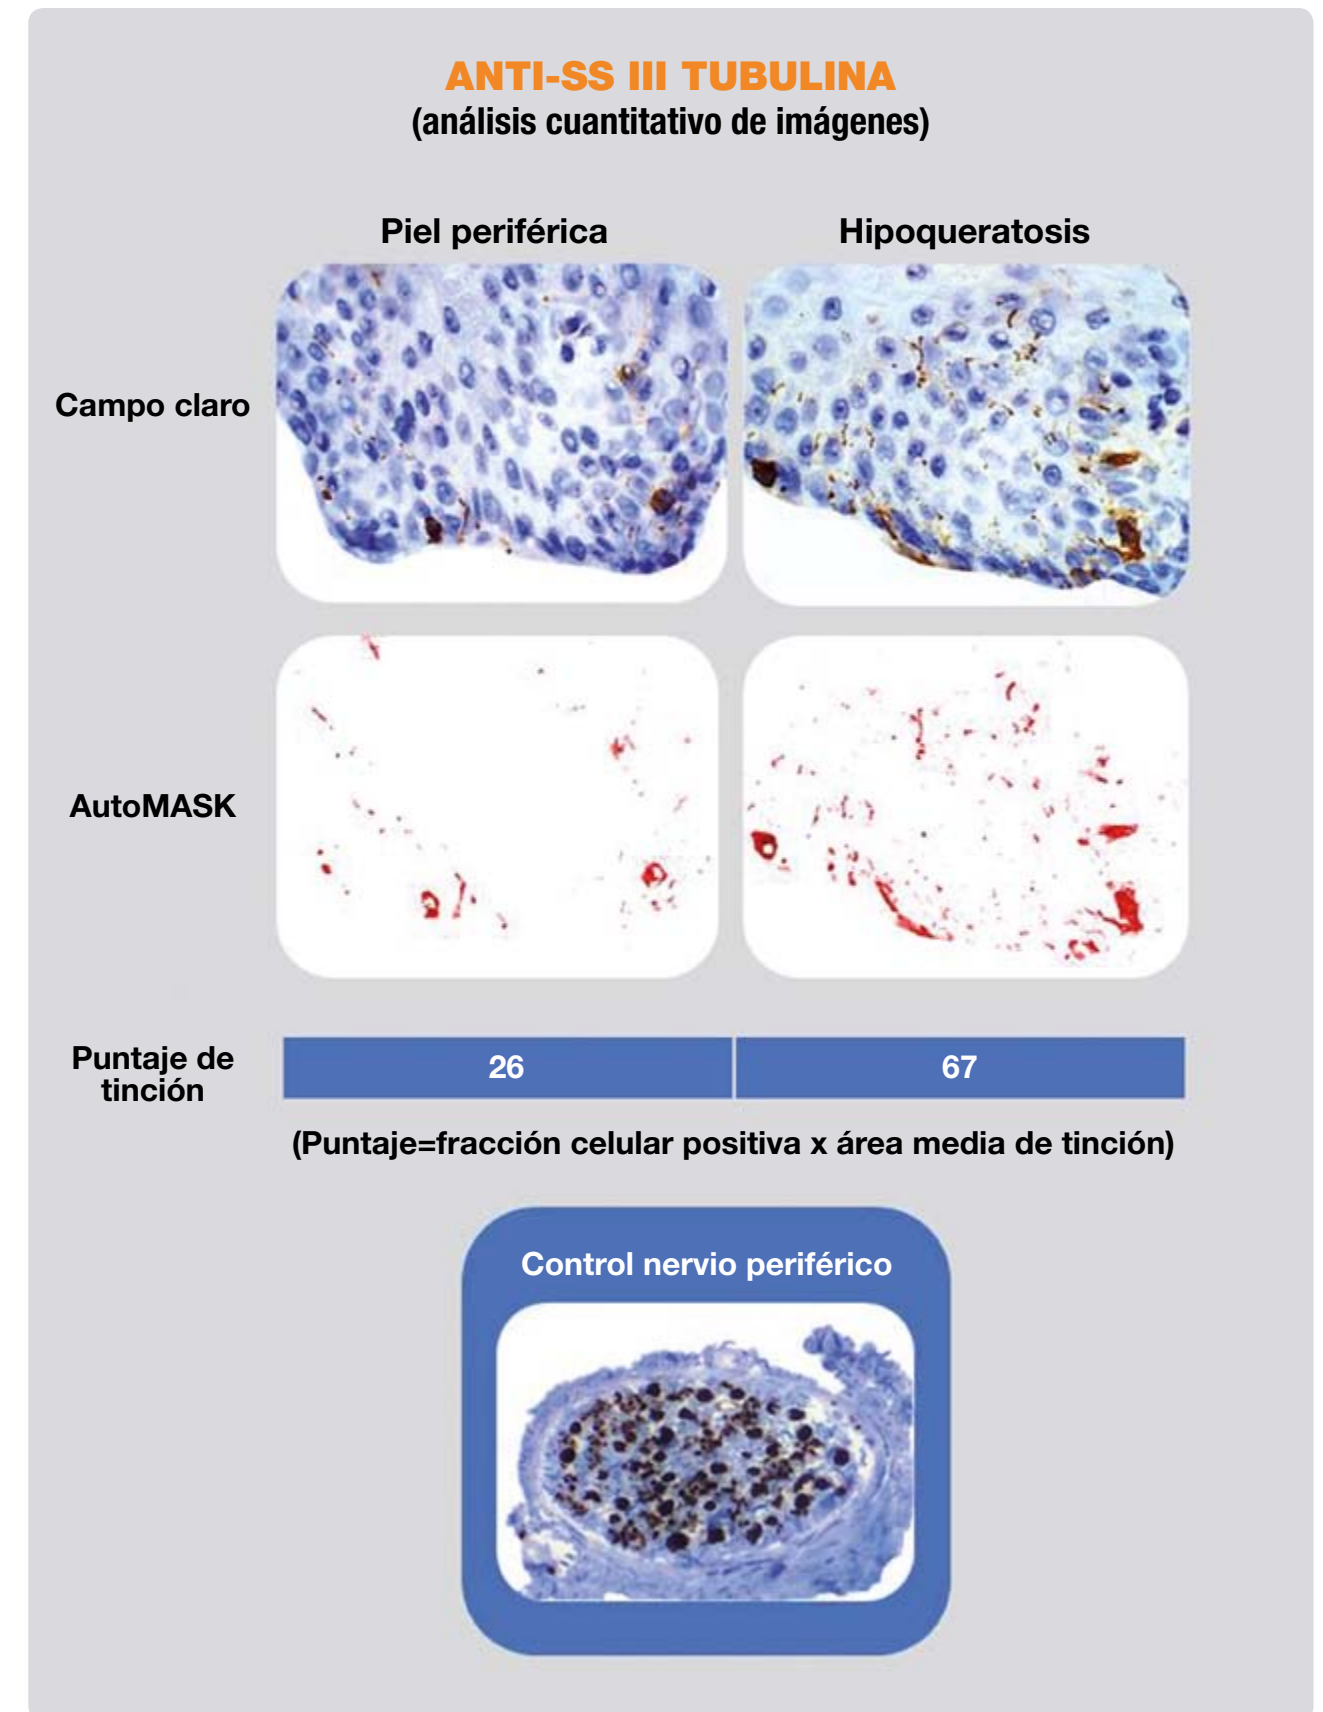 ANTI-SS III TUBULINA
(análisis cuantitativo de imágenes)
Piel periférica
Hipoqueratosis
Campo claro
AutoMASK
Puntaje de
tinción
26
67
(Puntaje=fracción celular positiva x área media de tinción)
Control nervio periférico